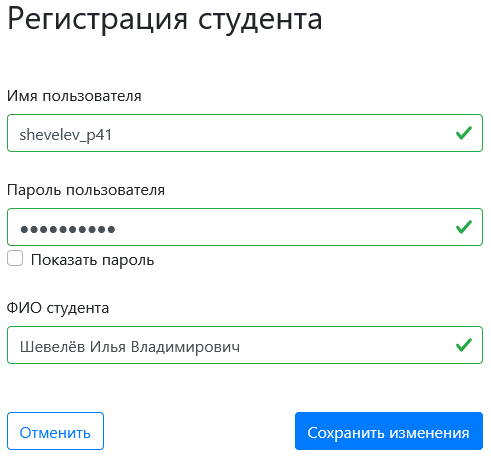 Регистрация студента
Имя пользователя
shevelev_p41
Пароль пользователя
●●●●●●●●●●
Показать пароль
ФИО студента
Шевелёв Илья Владимирович
Отменить Сохранить изменения